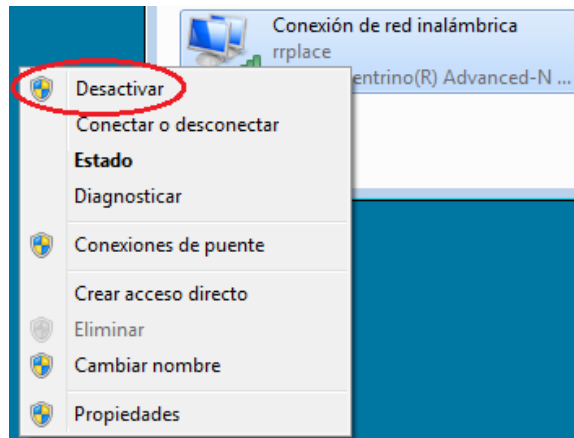 Conexión de red inalámbrica
rrplace
entrino(R) Advanced-N ...
Desactivar
Conectar o desconectar
Estado
Diagnosticar
Conexiones de puente
Crear acceso directo
Eliminar
Cambiar nombre
Propiedades